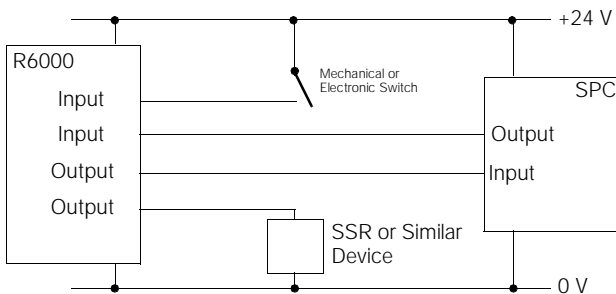 +24 V
R6000
SPC
Mechanical or
Electronic Switch
Input
Input
Output
Output
Input
Output
SSR or Similar
Device
0 V